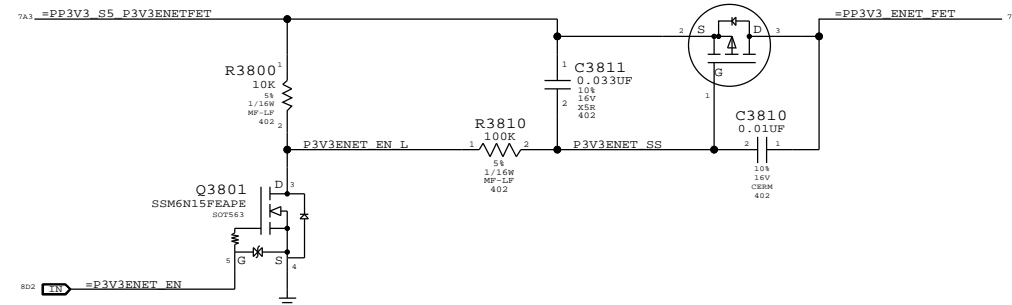 7A3 =PP3V3_S5_P3V3ENETFET
=PP3V3_ENET_FET 7
2 S D 3
G
1
1
R3800
10K
5%
1/16W
MF-LF
402
2
1
C3811
0.033UF
10%
16V
X5R
402
2
R3810
100K
1 2
5%
1/16W
MF-LF
402
C3810
0.01UF
2 1
10%
16V
CERM
402
P3V3ENET_EN_L
P3V3ENET_SS
Q3801
SSM6N15FEAPE
SOT563
D 3
5 G S 4
8D2 IN =P3V3ENET_EN